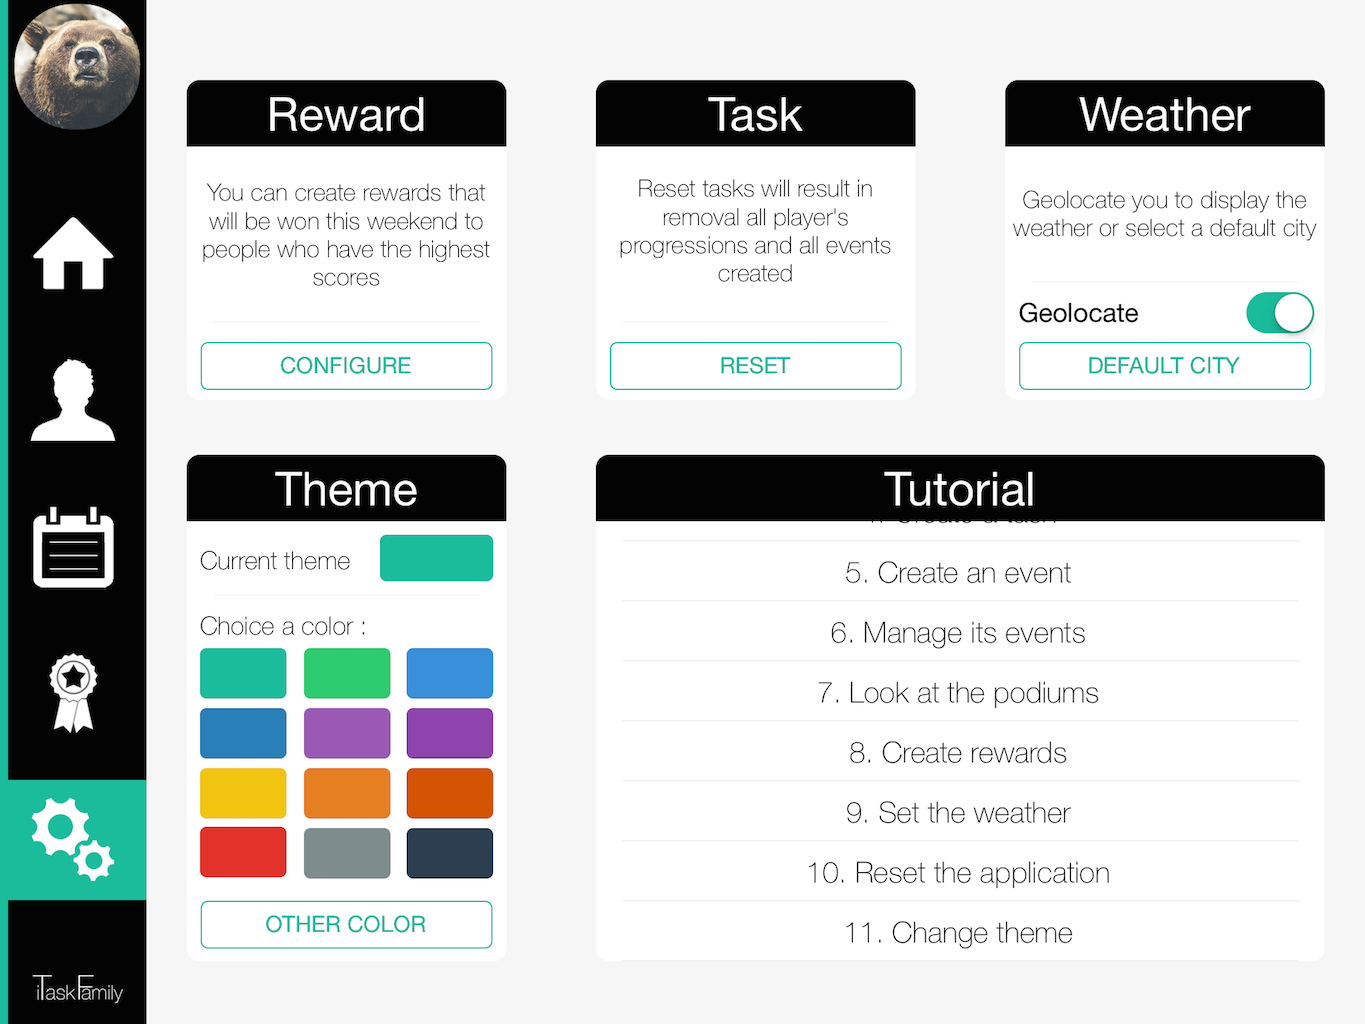 Reward
You can create rewards that
will be won this weekend to
people who have the highest
scores
CONFIGURE
Task
Reset tasks will result in
removal all player's
progressions and all events
created
RESET
Weather
Geolocate you to display the
weather or select a default city
Geolocate
DEFAULT CITY
Theme
Current theme
Choice a color :
OTHER COLOR
Tutorial
5. Create an event
6. Manage its events
7. Look at the podiums
8. Create rewards
9. Set the weather
10. Reset the application
11. Change theme
iTaskFamily